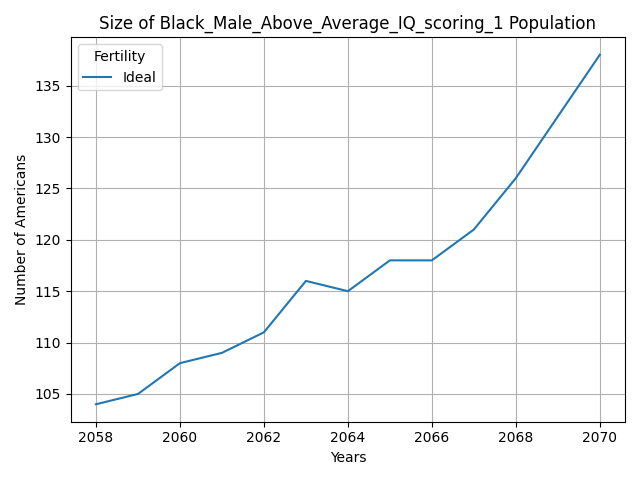 Size of Black_Male_Above_Average_IQ_scoring_1 Population
Fertility
Ideal
Number of Americans
135
130
125
120
115
110
105
2058 2060 2062 2064 2066 2068 2070
Years